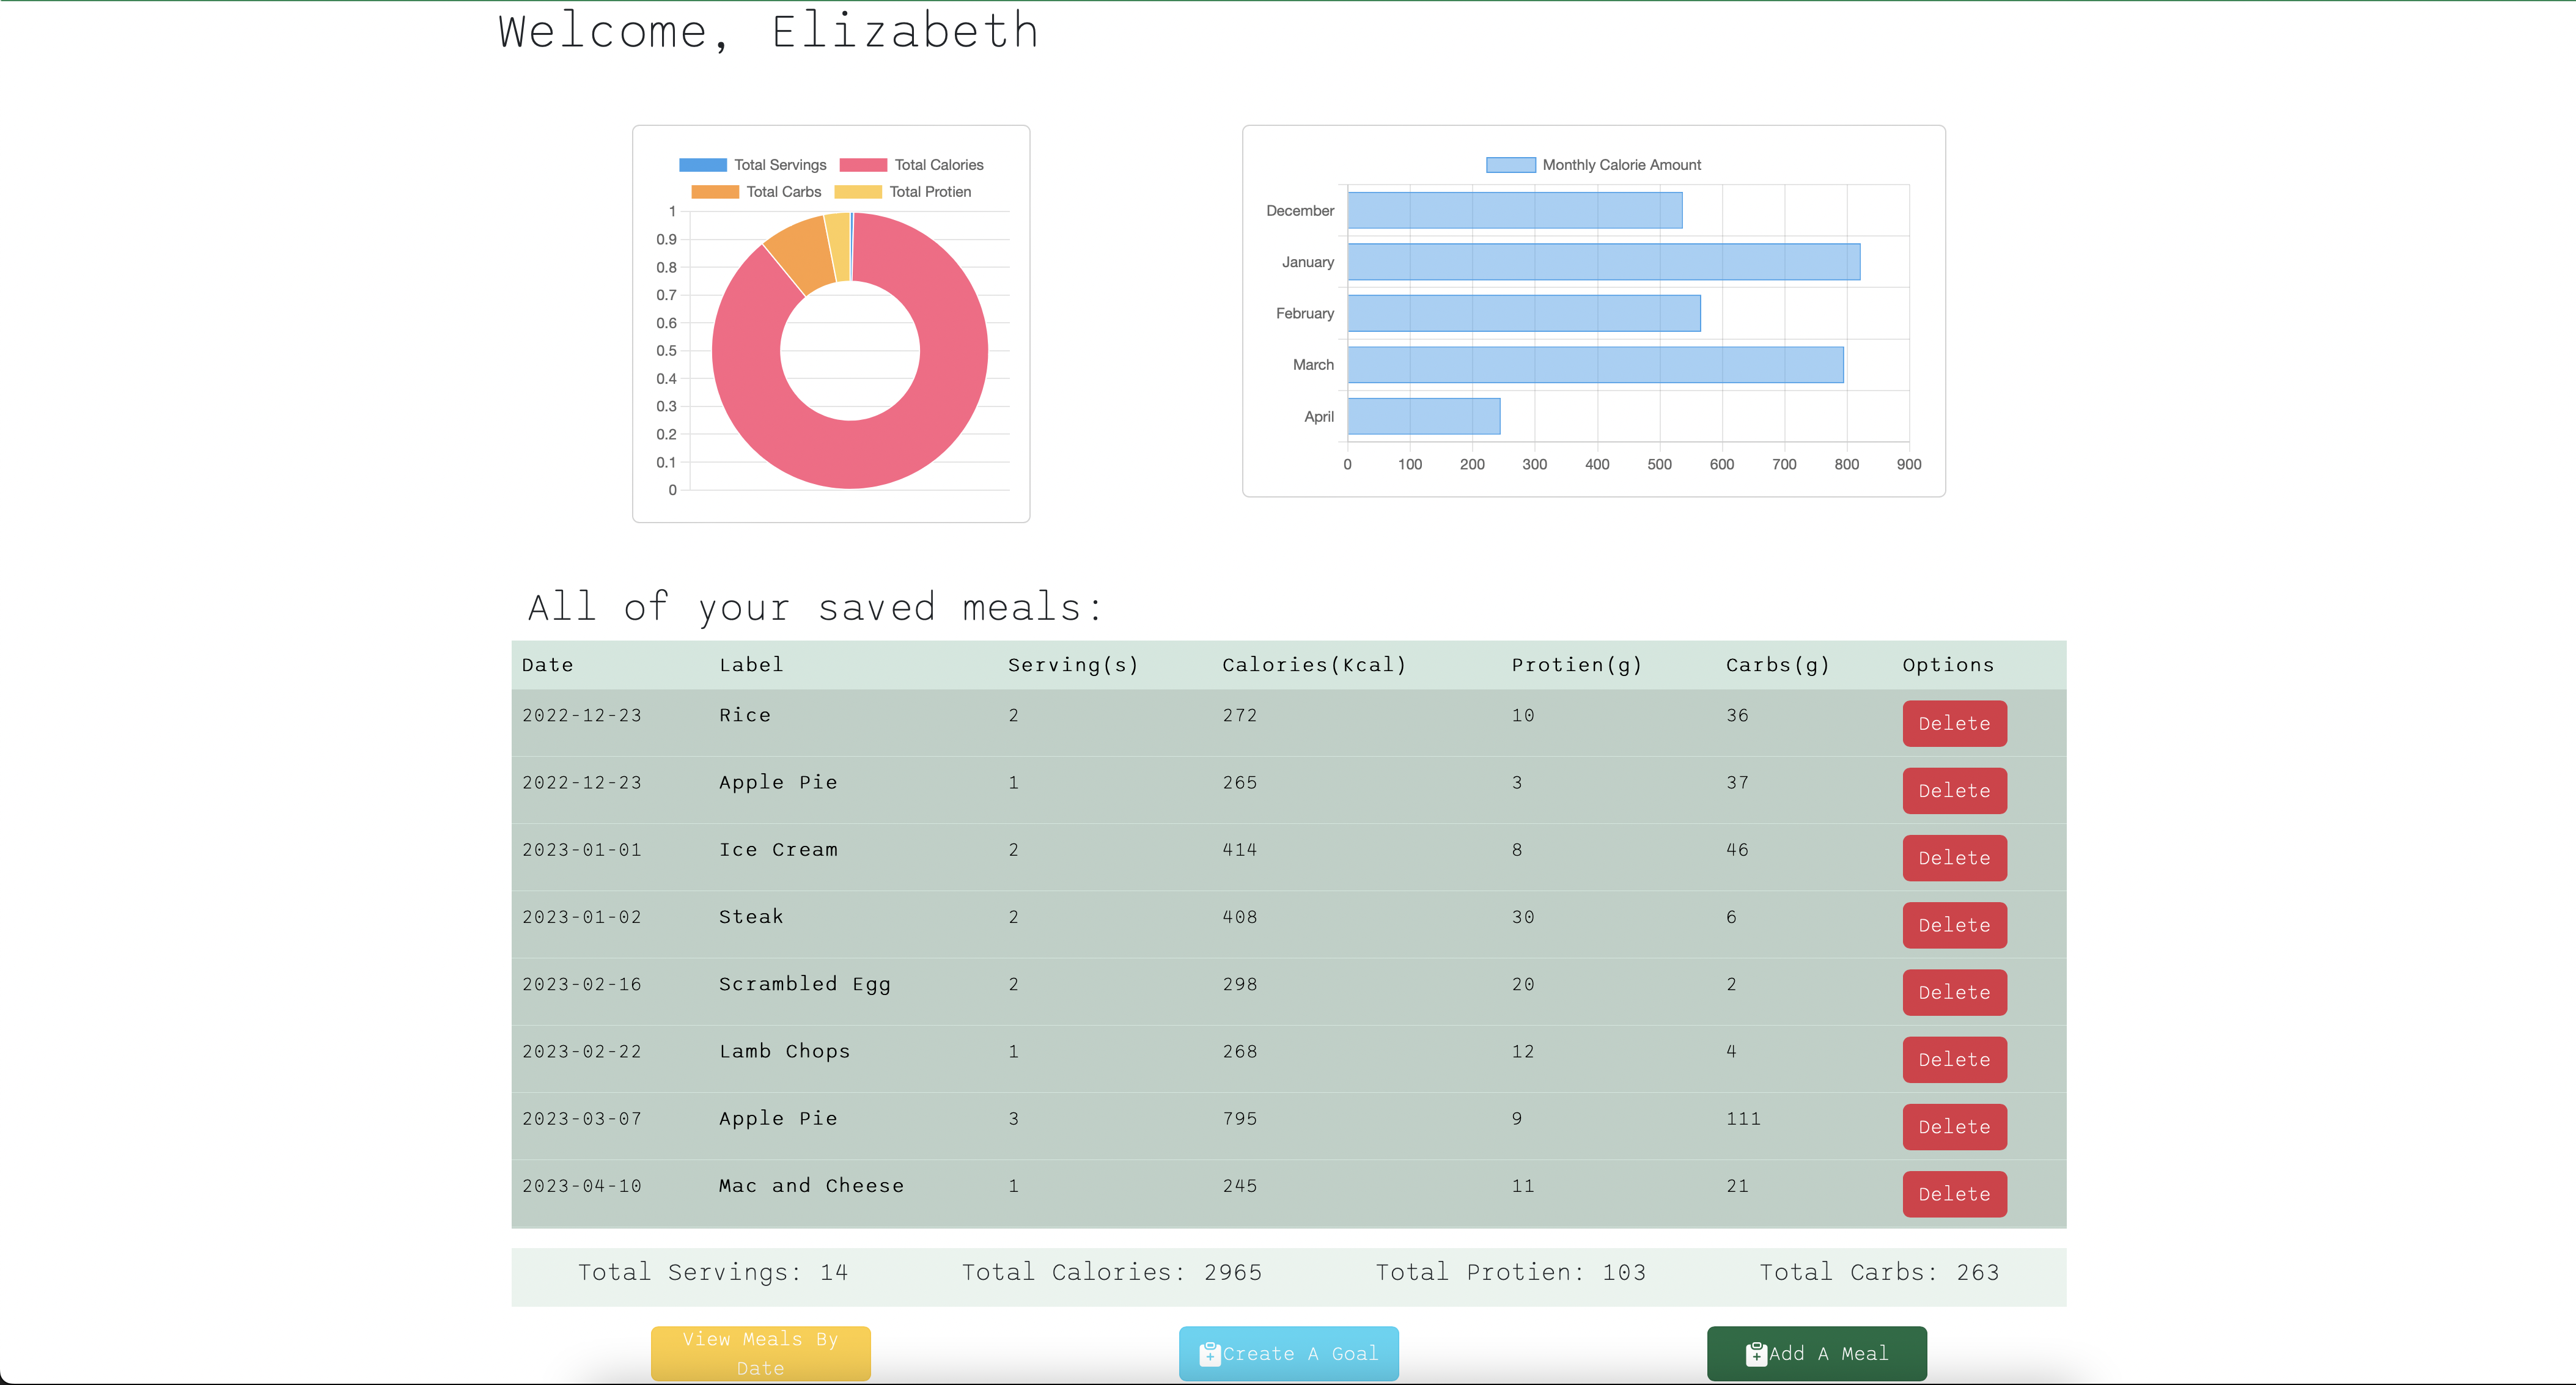 Welcome, Elizabeth
Total Servings Total Calories
Total Carbs Total Protien
1
0.9
0.8
0.7
0.6
0.5
0.4
0.3
0.2
0.1
0
Monthly Calorie Amount
December
January
February
March
April
0 100 200 300 400 500 600 700 800 900
All of your saved meals:
Date Label Serving(s) Calories(Kcal) Protien(g) Carbs(g) Options
2022-12-23 Rice 2 272 10 36 Delete
2022-12-23 Apple Pie 1 265 3 37 Delete
2023-01-01 Ice Cream 2 414 8 46 Delete
2023-01-02 Steak 2 408 30 6 Delete
2023-02-16 Scrambled Egg 2 298 20 2 Delete
2023-02-22 Lamb Chops 1 268 12 4 Delete
2023-03-07 Apple Pie 3 795 9 111 Delete
2023-04-10 Mac and Cheese 1 245 11 21 Delete
Total Servings: 14 Total Calories: 2965 Total Protien: 103 Total Carbs: 263
View Meals By
Date
Create A Goal
Add A Meal